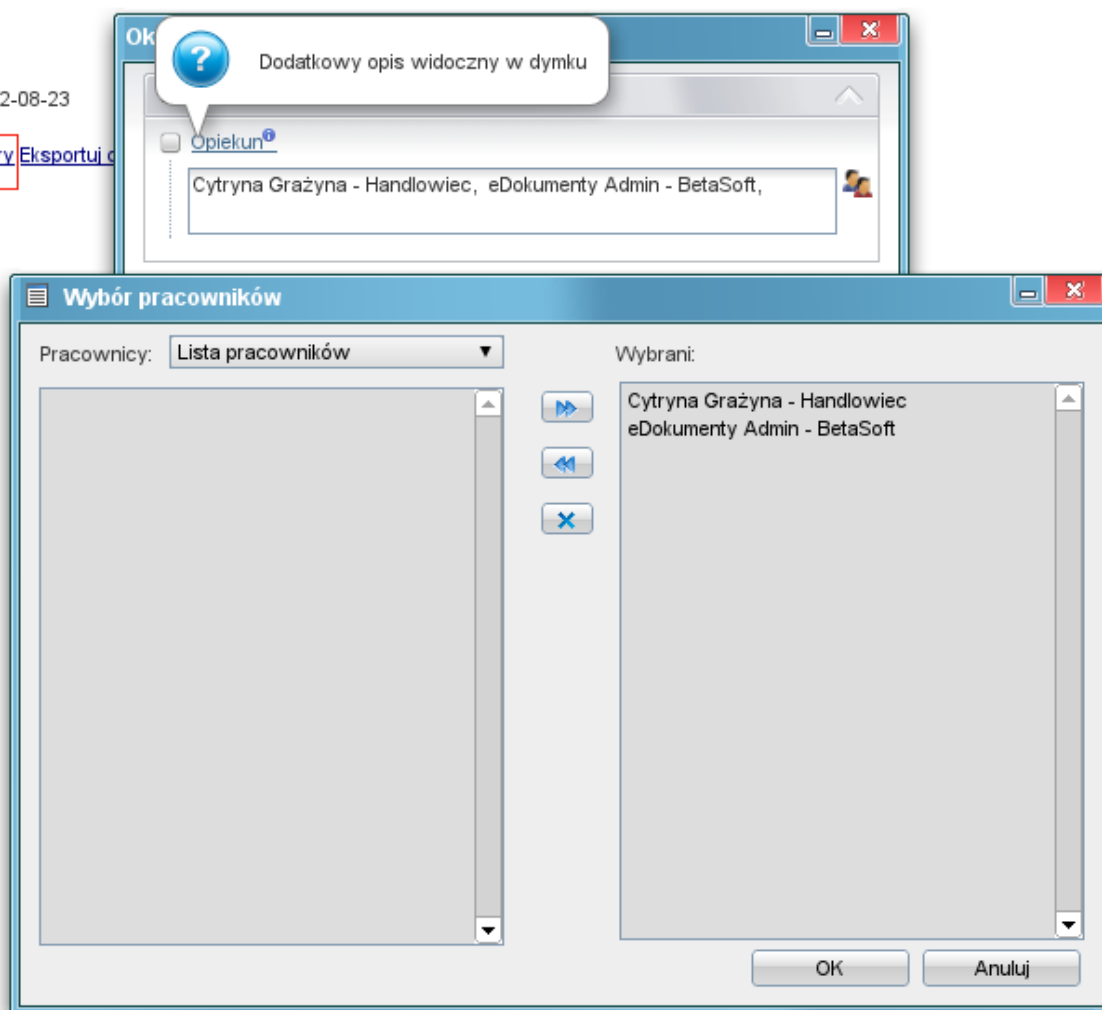 Ok
Dodatkowy opis widoczny w dymku
2-08-23
ry Eksportuj
Opiekun
Cytryna Grażyna - Handlowiec, eDokumenty Admin - BetaSoft,
Wybór pracowników
Pracownicy: Lista pracowników
Wybrani:
Cytryna Grażyna - Handlowiec
eDokumenty Admin - BetaSoft
OK Anuluj